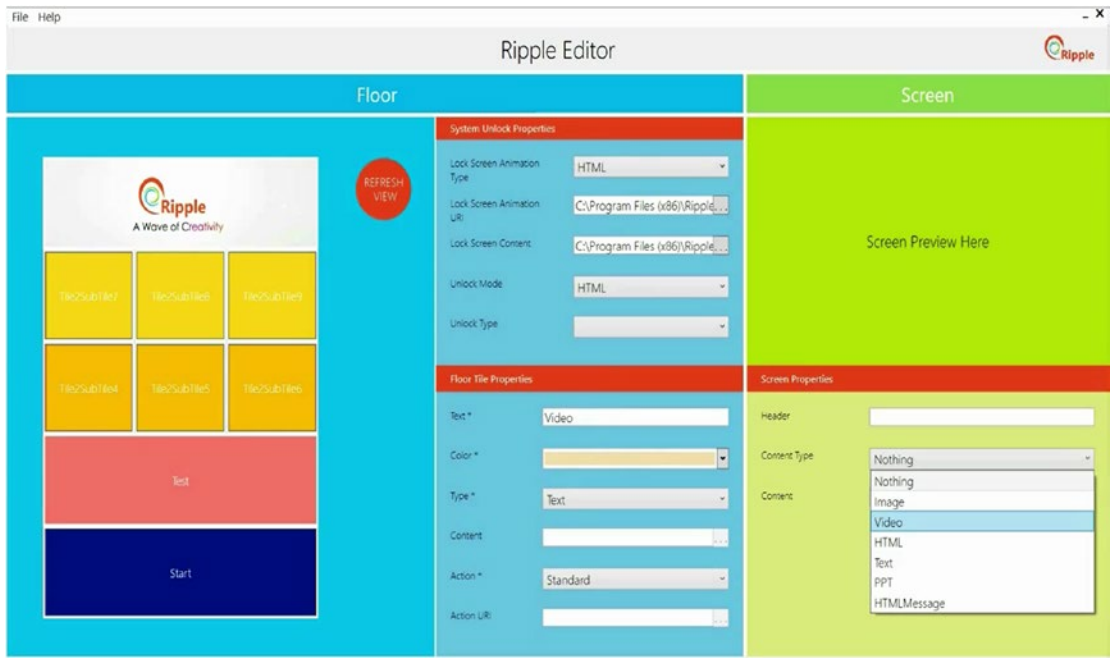 File Help
_ X
Ripple Editor
Ripple
Floor
Screen
Ripple
A Wave of Creativity
REFRESH
VIEW
Tile2SubTile7 Tile2SubTile8 Tile2SubTile9
Tile2SubTile4 Tile2SubTile5 Tile2SubTile6
Test
Start
System Unlock Properties
Lock Screen Animation
Type
HTML
Lock Screen Animation
URI
C:\Program Files (x86)\Ripple...
Lock Screen Content
C:\Program Files (x86)\Ripple...
Unlock Mode
HTML
Unlock Type
Floor Tile Properties
Text *
Video
Color *
Type *
Text
Content
...
Action *
Standard
Action URI
...
Screen Preview Here
Screen Properties
Header
Content Type
Nothing
Content
Nothing
Image
Video
HTML
Text
PPT
HTMLMessage